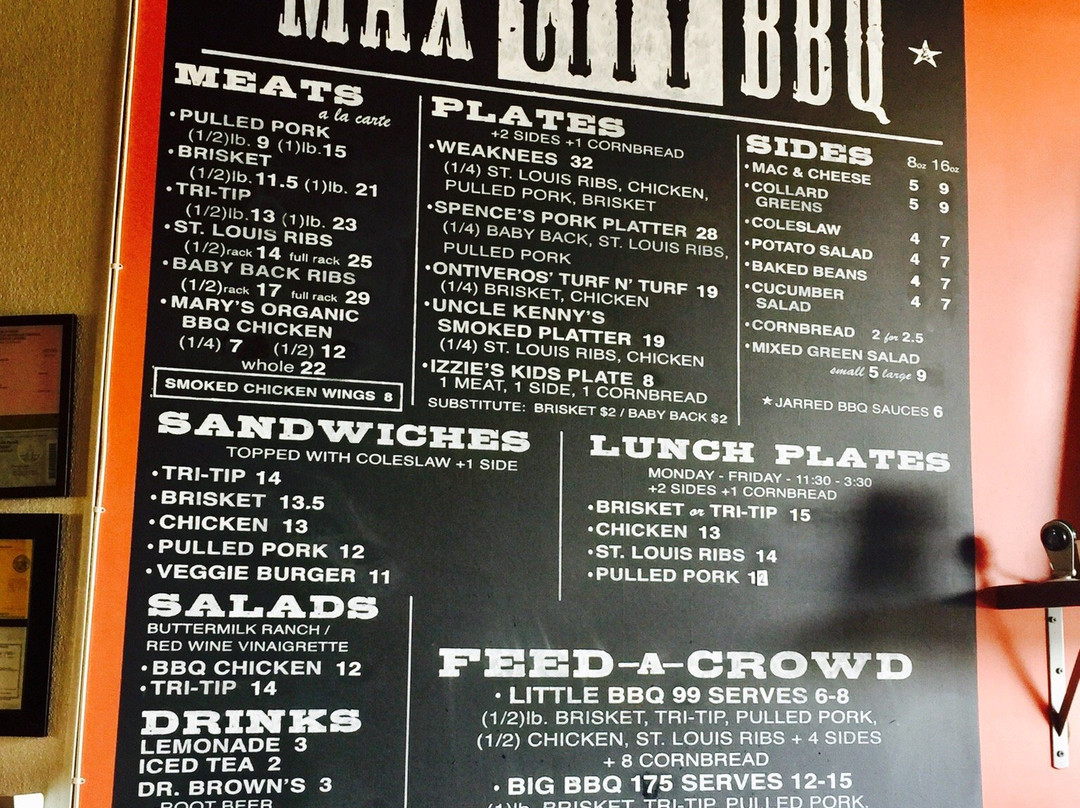 MAX CITY BBQ
MEATS
a la carte
•PULLED PORK
(1/2)lb. 9 (1)lb.15
•BRISKET
(1/2)lb.11.5 (1)lb. 21
•TRI-TIP
(1/2)lb.13 (1)lb. 23
•ST. LOUIS RIBS
(1/2)rack 14 full rack 25
•BABY BACK RIBS
(1/2)rack 17 full rack 29
•MARY'S ORGANIC
BBQ CHICKEN
(1/4) 7 (1/2) 12
whole 22
SMOKED CHICKEN WINGS 8
PLATES
+2 SIDES +1 CORNBREAD
•WEAKNEES 32
(1/4) ST. LOUIS RIBS, CHICKEN,
PULLED PORK, BRISKET
•SPENCE'S PORK PLATTER 28
(1/4) BABY BACK, ST. LOUIS RIBS,
PULLED PORK
•ONTIVEROS' TURF N' TURF 19
(1/4) BRISKET, CHICKEN
•UNCLE KENNY'S
SMOKED PLATTER 19
(1/4) ST. LOUIS RIBS, CHICKEN
•IZZIE'S KIDS PLATE 8
1 MEAT, 1 SIDE, 1 CORNBREAD
SUBSTITUTE: BRISKET $2 / BABY BACK $2
SIDES 8oz 16oz
•MAC & CHEESE 5 9
•COLLARD
GREENS 5 9
•COLESLAW 4 7
•POTATO SALAD 4 7
•BAKED BEANS 4 7
•CUCUMBER
SALAD 4 7
•CORNBREAD 2 for 2.5
•MIXED GREEN SALAD
small 5 large 9
★JARRED BBQ SAUCES 6
SANDWICHES
TOPPED WITH COLESLAW +1 SIDE
•TRI-TIP 14
•BRISKET 13.5
•CHICKEN 13
•PULLED PORK 12
•VEGGIE BURGER 11
LUNCH PLATES
MONDAY - FRIDAY - 11:30 - 3:30
+2 SIDES +1 CORNBREAD
•BRISKET or TRI-TIP 15
•CHICKEN 13
•ST. LOUIS RIBS 14
•PULLED PORK
SALADS
BUTTERMILK RANCH /
RED WINE VINAIGRETTE
•BBQ CHICKEN 12
•TRI-TIP 14
DRINKS
LEMONADE 3
ICED TEA 2
DR. BROWN'S 3
ROOT BEER
FEED-A-CROWD
• LITTLE BBQ 99 SERVES 6-8
(1/2)lb. BRISKET, TRI-TIP, PULLED PORK,
(1/2) CHICKEN, ST. LOUIS RIBS + 4 SIDES
+ 8 CORNBREAD
• BIG BBQ 175 SERVES 12-15
(1)lb. BRISKET, TRI-TIP, PULLED PORK,